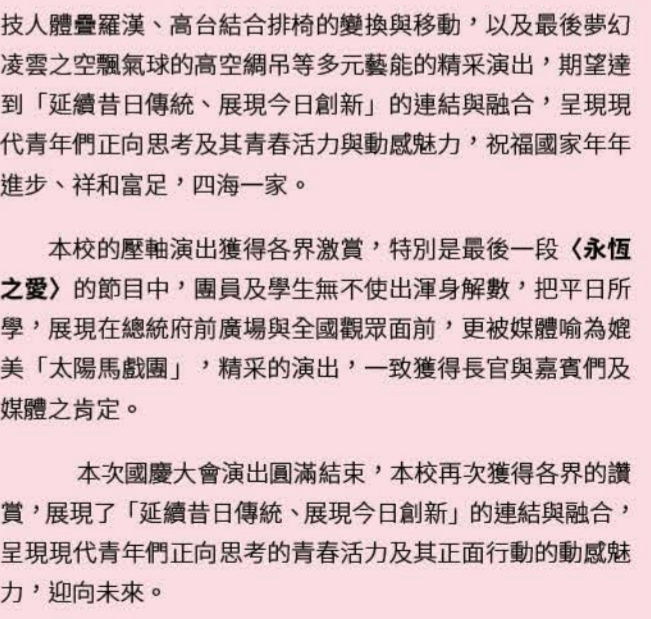 技人體疊羅漢、高台結合排椅的變換與移動，以及最後夢幻
凌雲之空飄氣球的高空綢吊等多元藝能的精采演出，期望達
到「延續昔日傳統、展現今日創新」的連結與融合，呈現現
代青年們正向思考及其青春活力與動感魅力，祝福國家年年
進步、祥和富足，四海一家。
本校的壓軸演出獲得各界激賞，特別是最後一段〈永恆
之愛〉的節目中，團員及學生無不使出渾身解數，把平日所
學，展現在總統府前廣場與全國觀眾面前，更被媒體喻為媲
美「太陽馬戲團」，精采的演出，一致獲得長官與嘉賓們及
媒體之肯定。
本次國慶大會演出圓滿結束，本校再次獲得各界的讚
賞，展現了「延續昔日傳統、展現今日創新」的連結與融合，
呈現現代青年們正向思考的青春活力及其正面行動的動感魅
力，迎向未來。